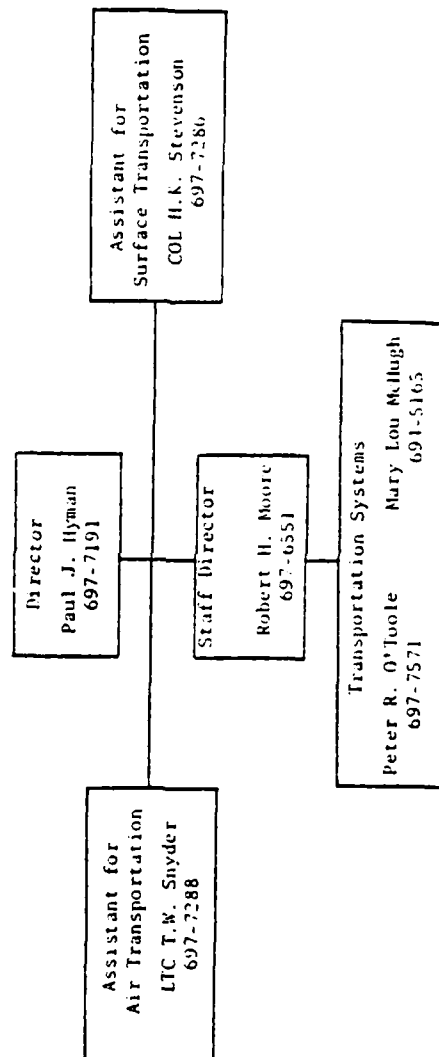 Director
Paul J. Hyman
697-7191
Assistant for
Air Transportation
LTC T.W. Snyder
697-7288
Assistant for
Surface Transportation
COL H.K. Stevenson
697-7286
Staff Director
Robert H. Moore
697-6551
Transportation Systems
Peter R. O'Toole
697-7571
Mary Lou McHugh
691-5165